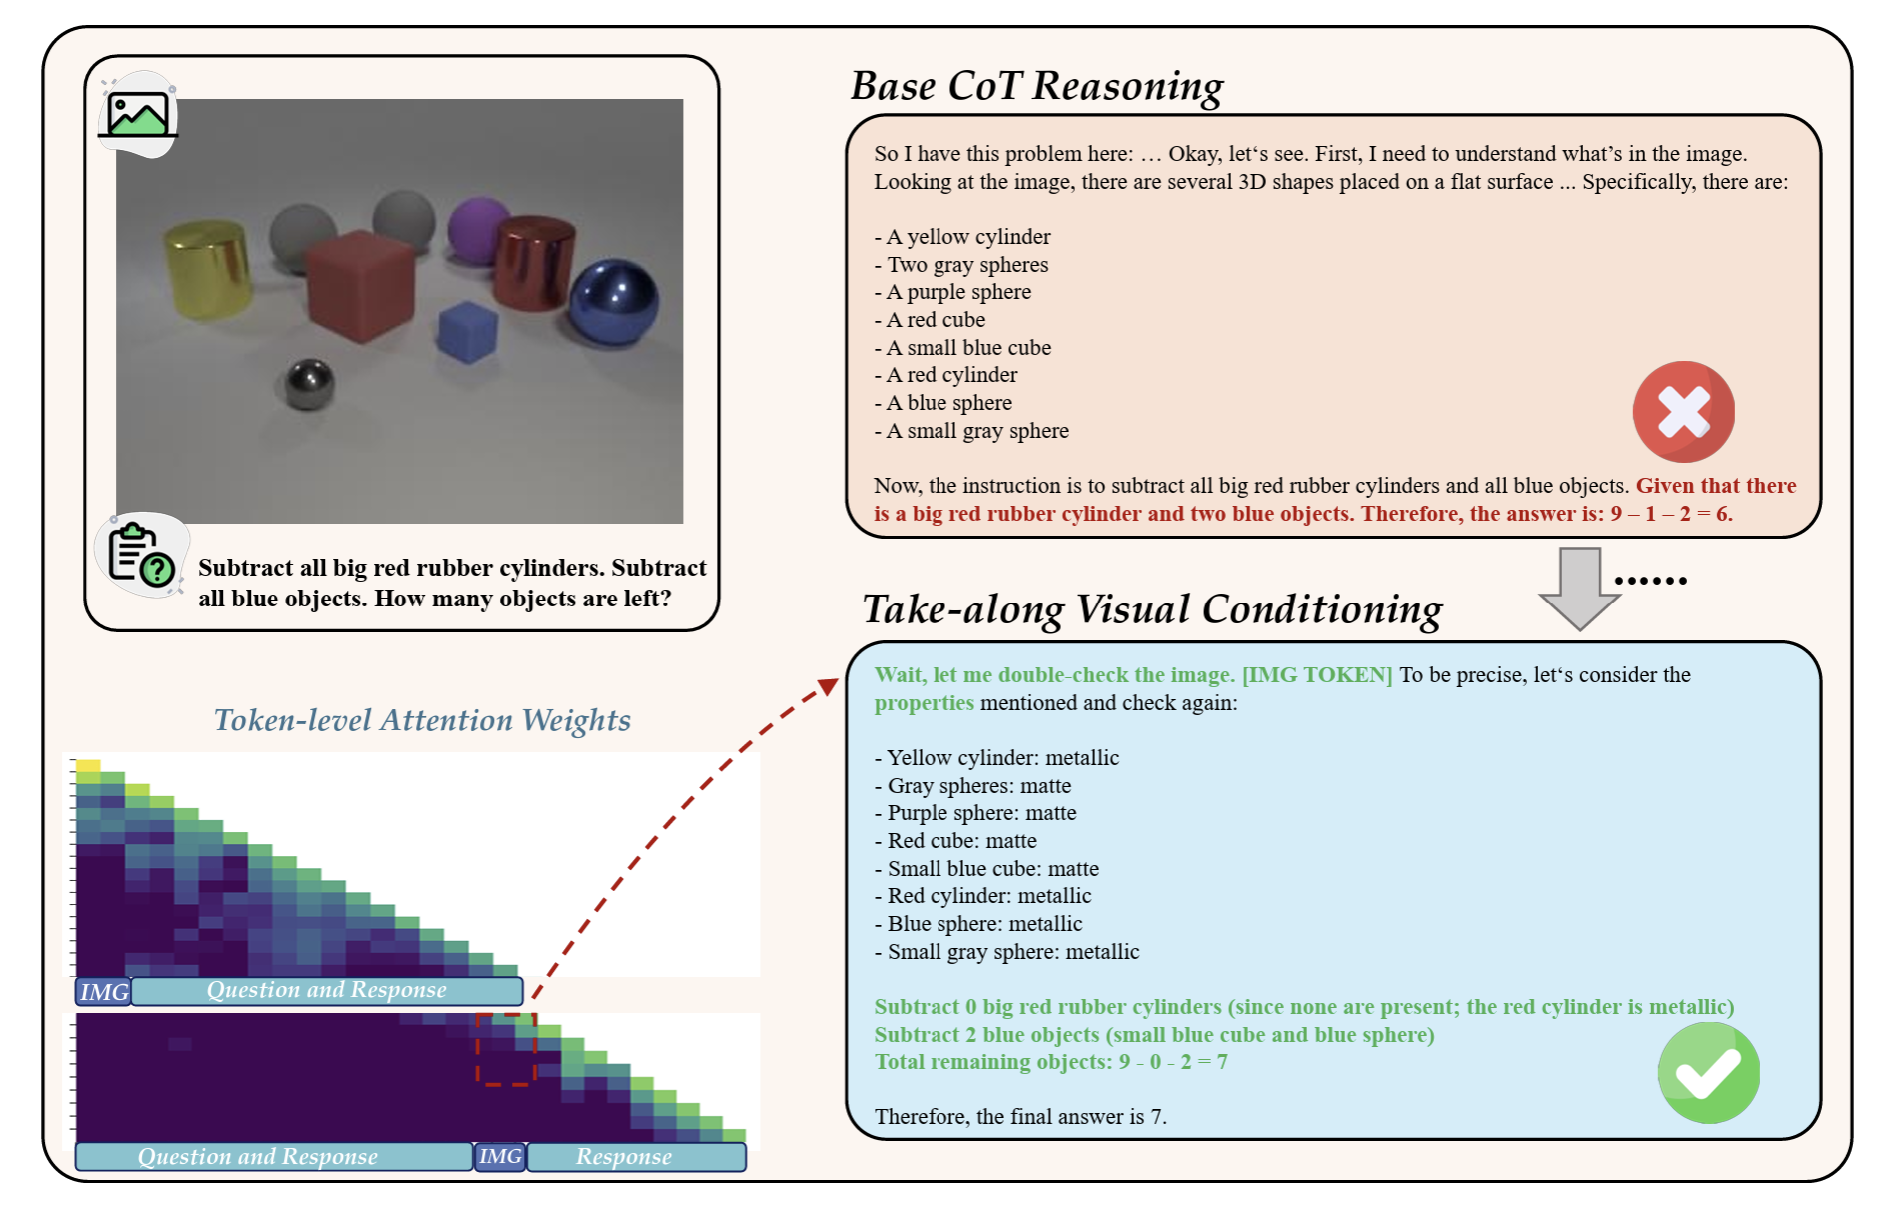 Subtract all big red rubber cylinders. Subtract
all blue objects. How many objects are left?
Token-level Attention Weights
IMG
Question and Response
Question and Response
IMG
Response
Base CoT Reasoning
So I have this problem here: … Okay, let‘s see. First, I need to understand what’s in the image.
Looking at the image, there are several 3D shapes placed on a flat surface ... Specifically, there are:
- A yellow cylinder
- Two gray spheres
- A purple sphere
- A red cube
- A small blue cube
- A red cylinder
- A blue sphere
- A small gray sphere
Now, the instruction is to subtract all big red rubber cylinders and all blue objects. Given that there
is a big red rubber cylinder and two blue objects. Therefore, the answer is: 9 – 1 – 2 = 6.
......
Take-along Visual Conditioning
Wait, let me double-check the image. [IMG TOKEN] To be precise, let‘s consider the
properties mentioned and check again:
- Yellow cylinder: metallic
- Gray spheres: matte
- Purple sphere: matte
- Red cube: matte
- Small blue cube: matte
- Red cylinder: metallic
- Blue sphere: metallic
- Small gray sphere: metallic
Subtract 0 big red rubber cylinders (since none are present; the red cylinder is metallic)
Subtract 2 blue objects (small blue cube and blue sphere)
Total remaining objects: 9 - 0 - 2 = 7
Therefore, the final answer is 7.